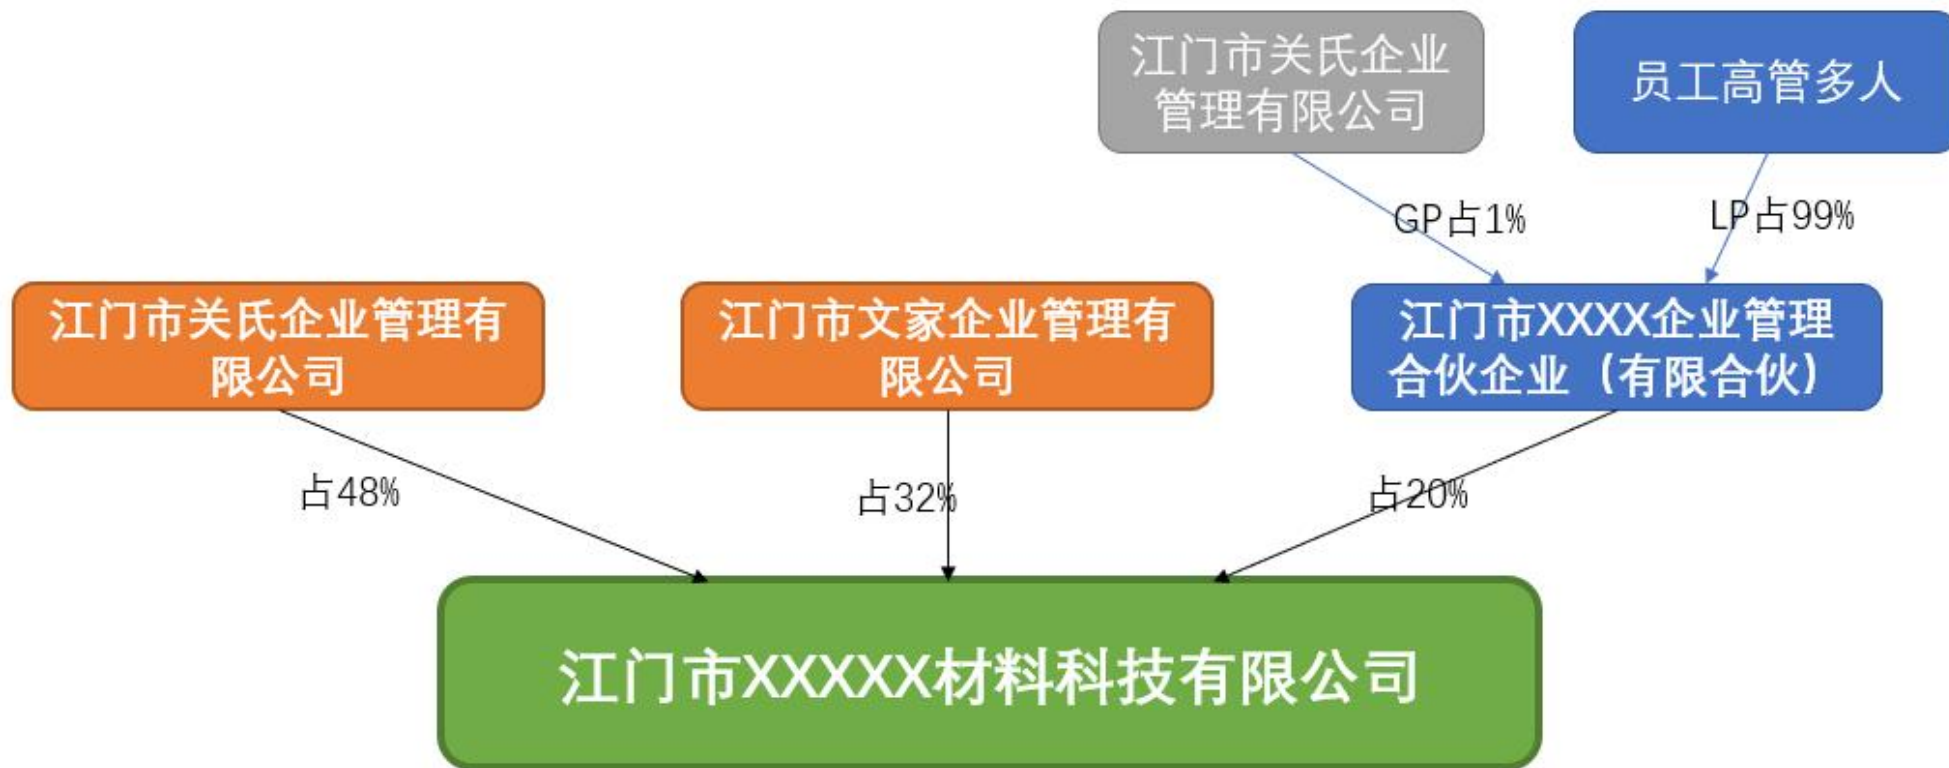 江门市关氏企业
管理有限公司
员工高管多人
GP占1%
LP占99%
江门市关氏企业管理有
限公司
江门市文家企业管理有
限公司
江门市XXXX企业管理
合伙企业（有限合伙）
占48%
占32%
占20%
江门市XXXXX材料科技有限公司